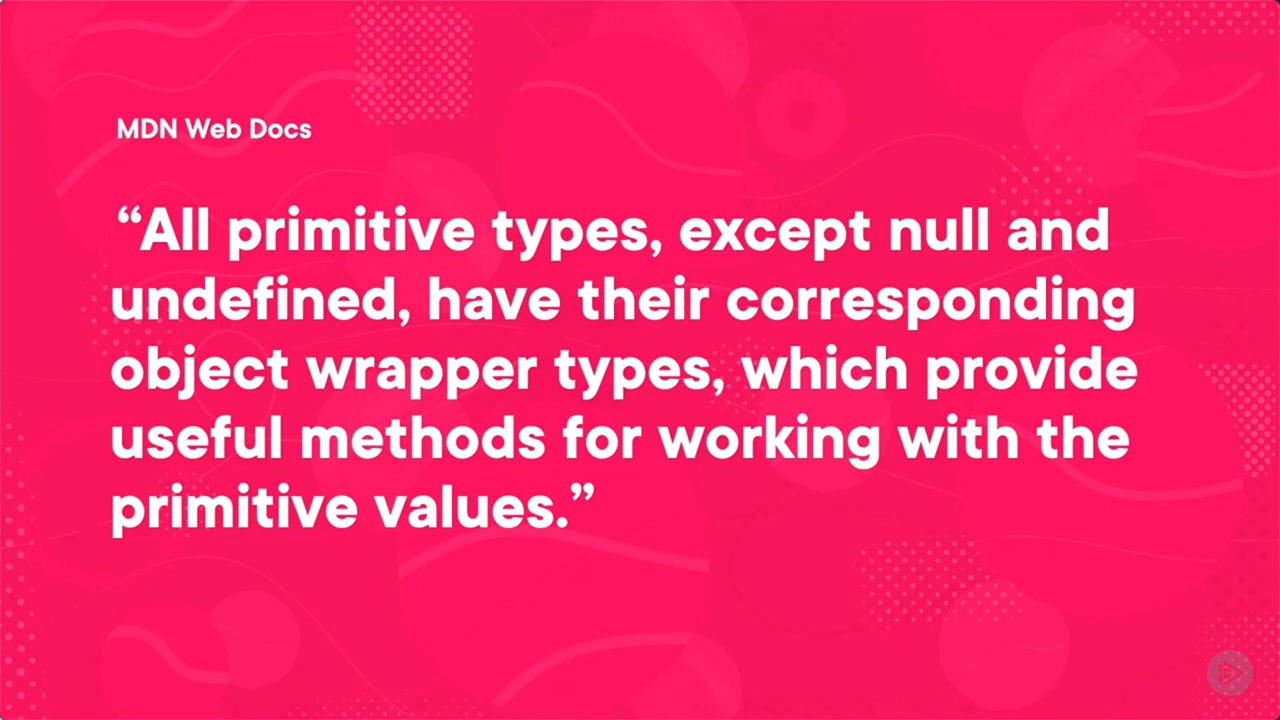 MDN Web Docs
“All primitive types, except null and
undefined, have their corresponding
object wrapper types, which provide
useful methods for working with the
primitive values.”